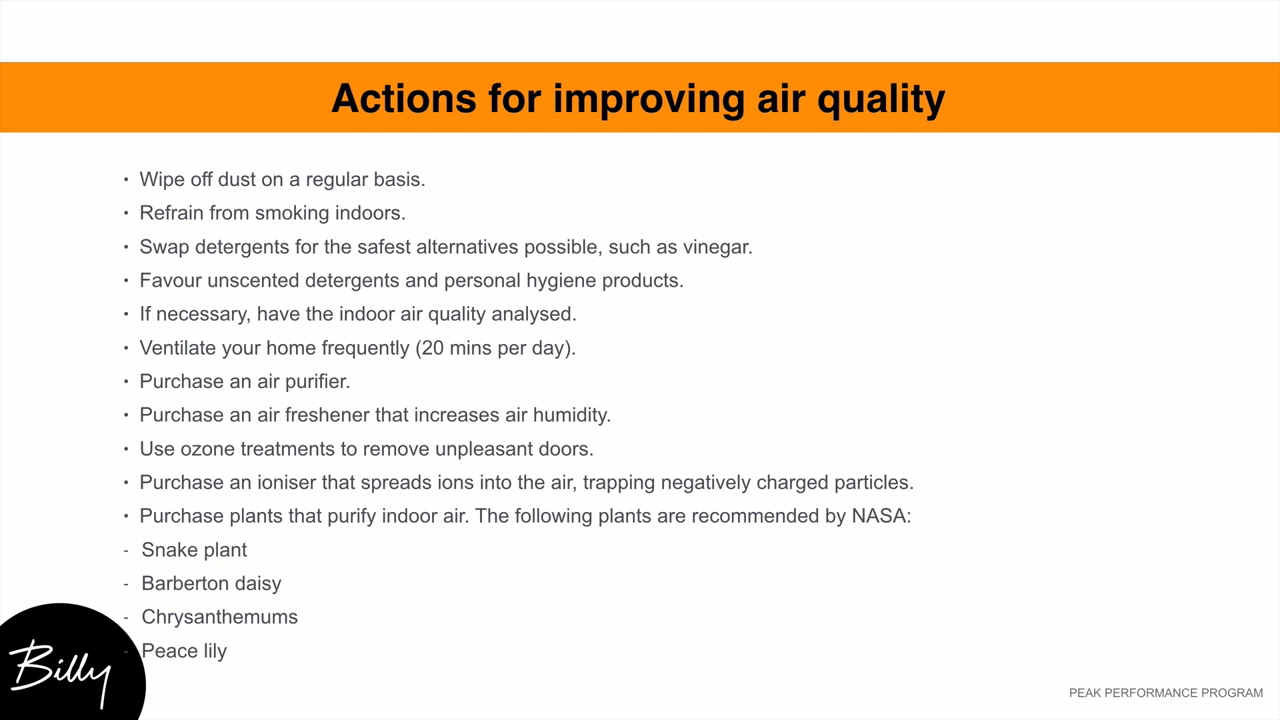 Actions for improving air quality
• Wipe off dust on a regular basis.
• Refrain from smoking indoors.
• Swap detergents for the safest alternatives possible, such as vinegar.
• Favour unscented detergents and personal hygiene products.
• If necessary, have the indoor air quality analysed.
• Ventilate your home frequently (20 mins per day).
• Purchase an air purifier.
• Purchase an air freshener that increases air humidity.
• Use ozone treatments to remove unpleasant doors.
• Purchase an ioniser that spreads ions into the air, trapping negatively charged particles.
• Purchase plants that purify indoor air. The following plants are recommended by NASA:
- Snake plant
- Barberton daisy
- Chrysanthemums
- Peace lily
Billy
PEAK PERFORMANCE PROGRAM